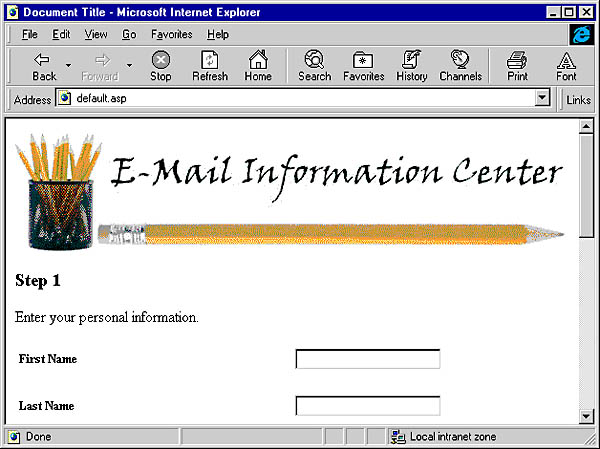 Document Title - Microsoft Internet Explorer
File Edit View Go Favorites Help
Back Forward Stop Refresh Home Search Favorites History Channels Print Font
Address default.asp Links
E-Mail Information Center
Step 1
Enter your personal information.
First Name
Last Name
Done Local intranet zone